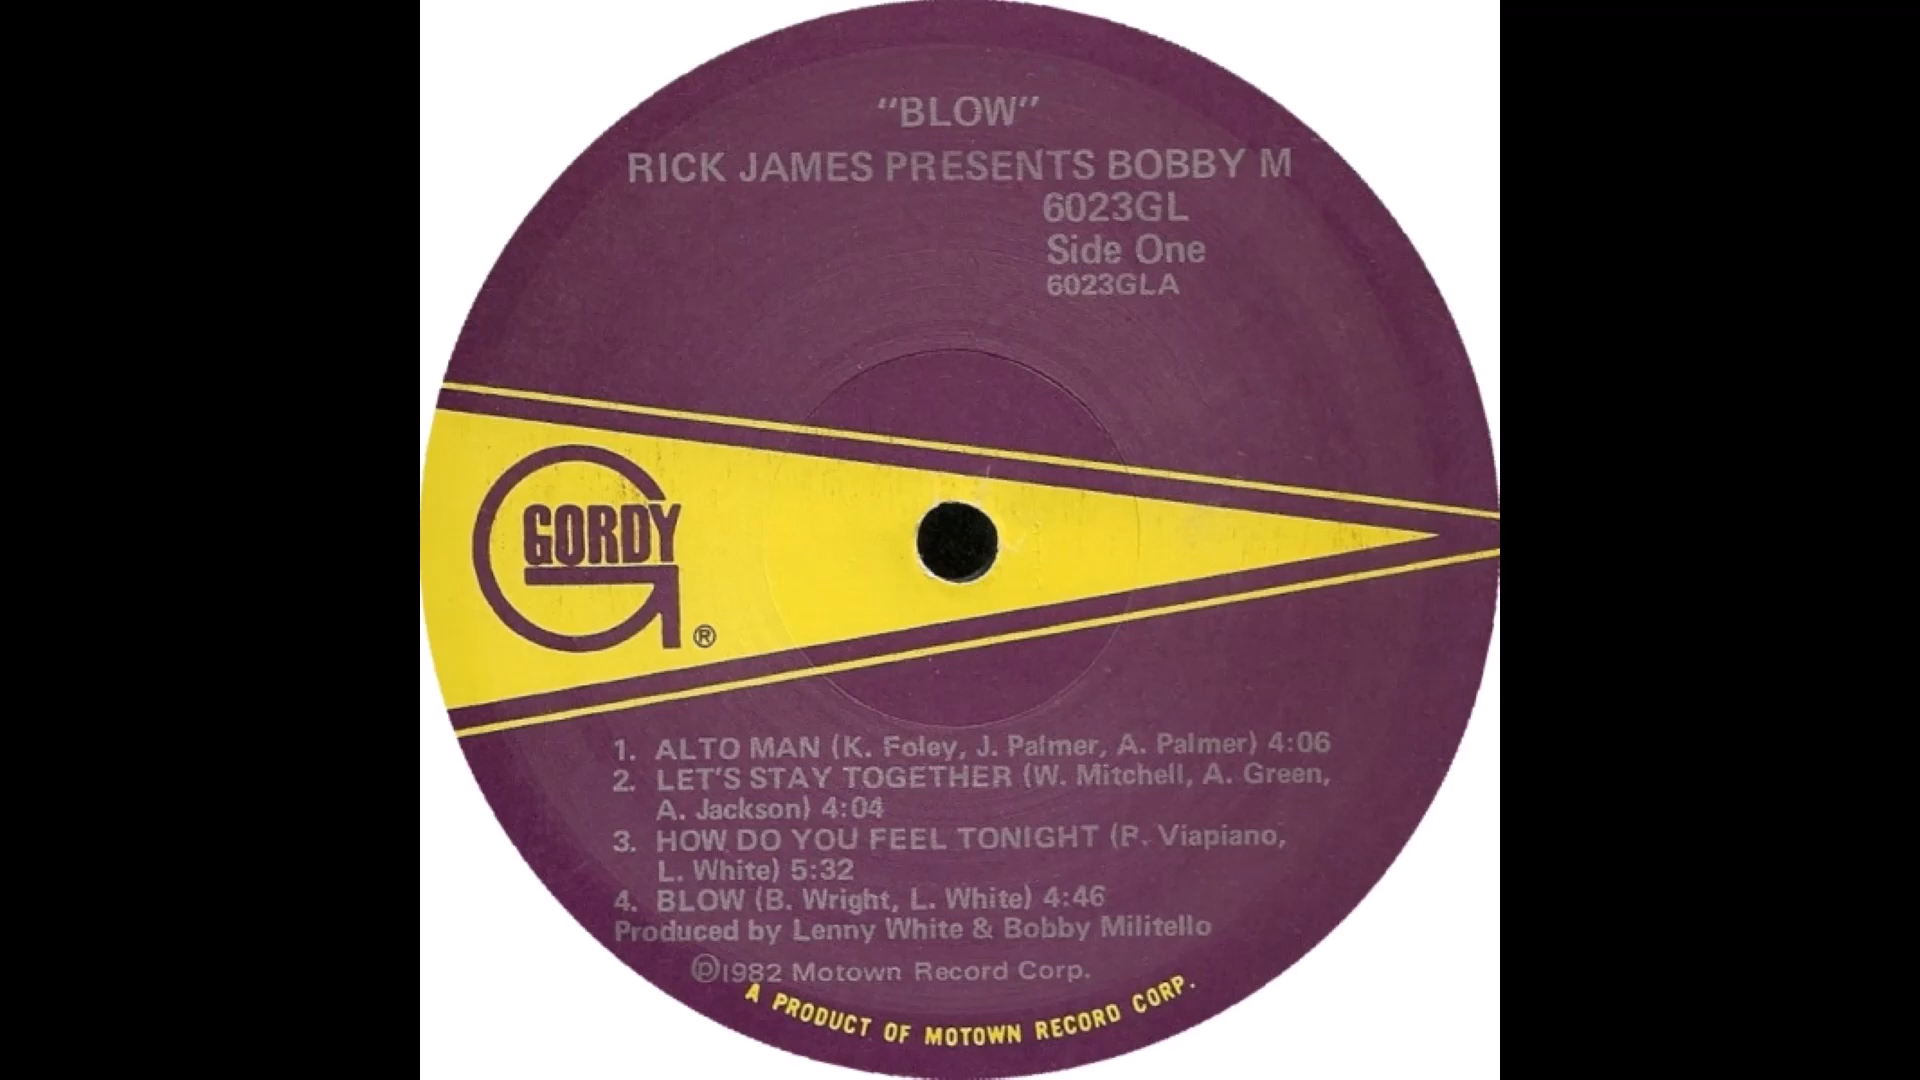 "BLOW"
RICK JAMES PRESENTS BOBBY M
6023GL
Side One
6023GLA
GORDY
®
1. ALTO MAN (K. Foley, J. Palmer, A. Palmer) 4:06
2. LET'S STAY TOGETHER (W. Mitchell, A. Green,
A. Jackson) 4:04
3. HOW DO YOU FEEL TONIGHT (P. Viapiano,
L. White) 5:32
4. BLOW (B. Wright, L. White) 4:46
Produced by Lenny White & Bobby Militello
℗1982 Motown Record Corp.
A PRODUCT OF MOTOWN RECORD CORP.